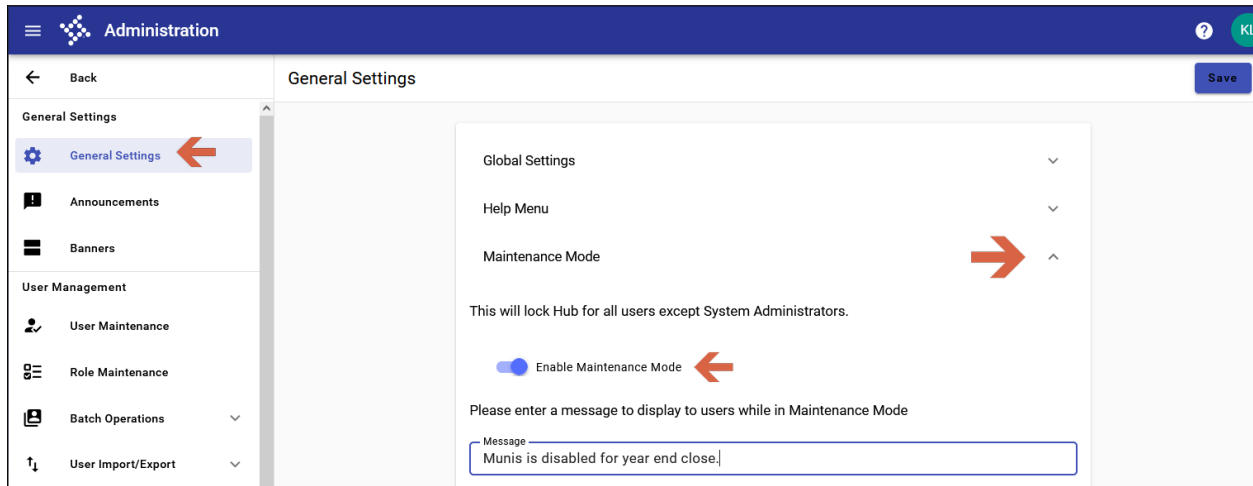 Administration
?
KL
Back
General Settings
Save
General Settings
General Settings
Announcements
Banners
User Management
User Maintenance
Role Maintenance
Batch Operations
User Import/Export
Global Settings
Help Menu
Maintenance Mode
This will lock Hub for all users except System Administrators.
Enable Maintenance Mode
Please enter a message to display to users while in Maintenance Mode
Message
Munis is disabled for year end close.